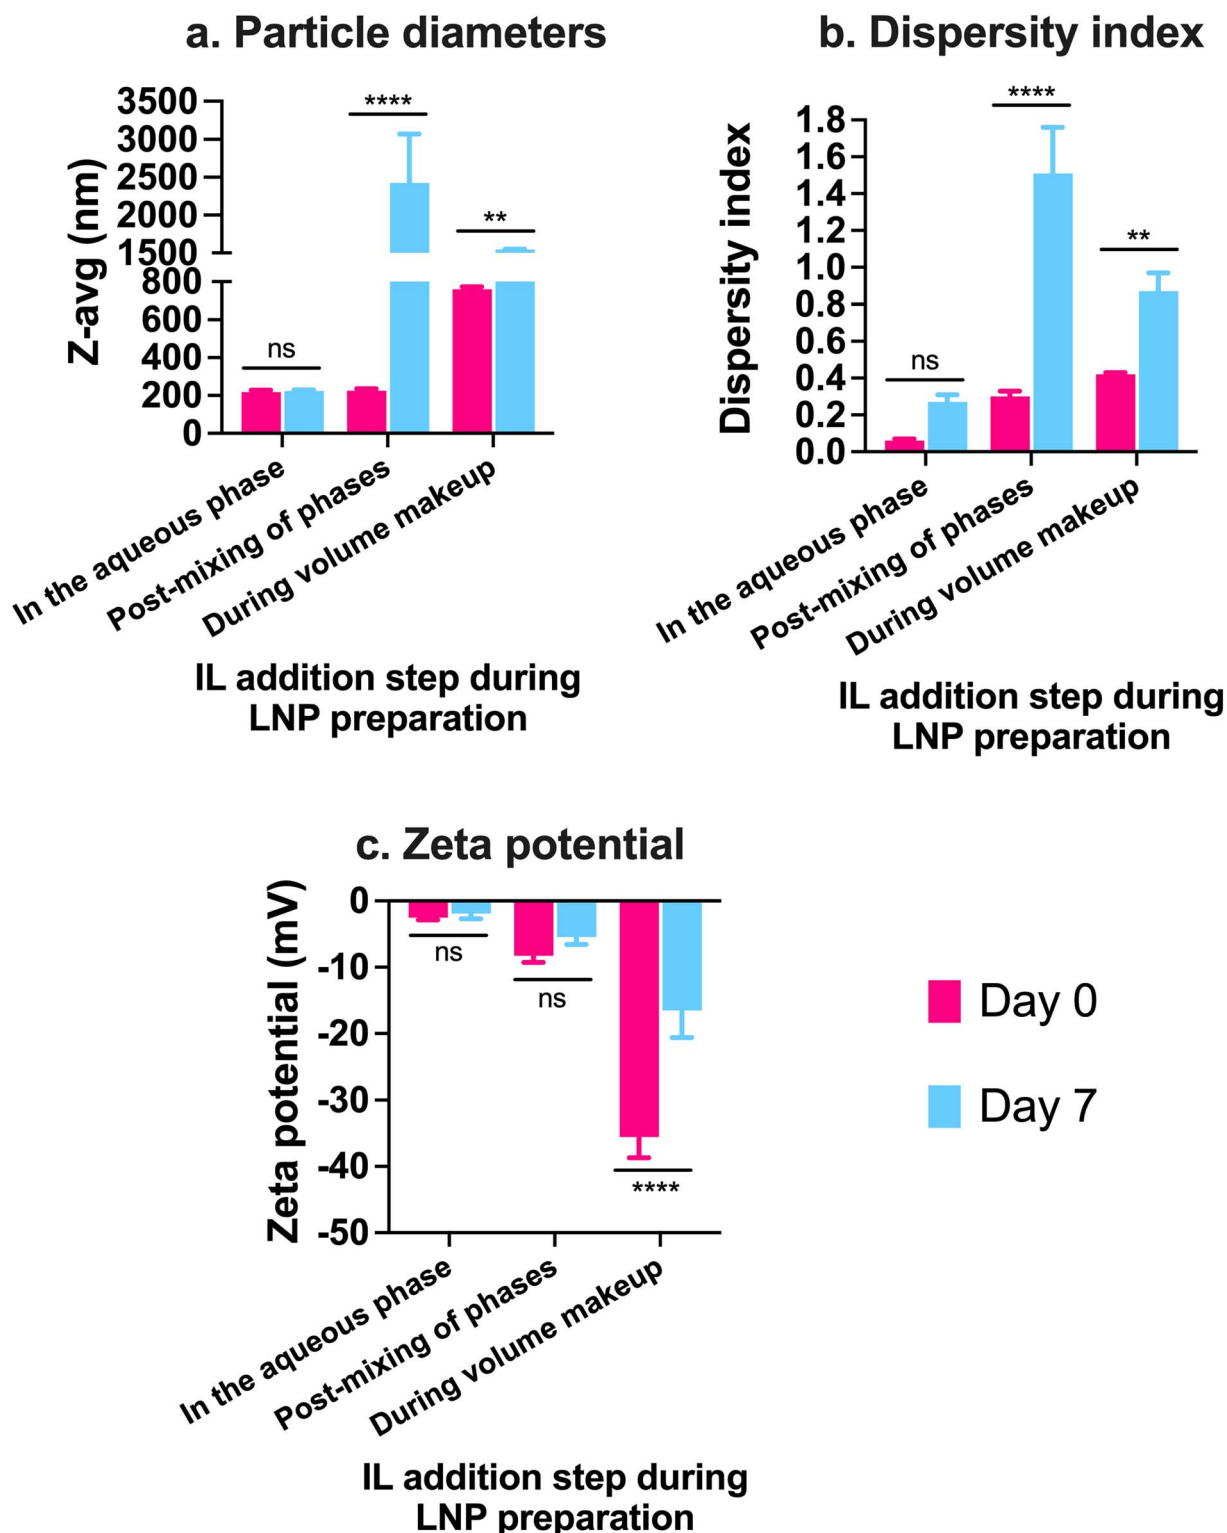 a. Particle diameters
Z-avg (nm)
3500
3000
2500
2000
1500
800
600
400
200
0
****
**
ns
In the aqueous phase
Post-mixing of phases
During volume makeup
IL addition step during
LNP preparation
b. Dispersity index
Dispersity index
1.8
1.6
1.4
1.2
1.0
0.8
0.6
0.4
0.2
0.0
****
**
ns
In the aqueous phase
Post-mixing of phases
During volume makeup
IL addition step during
LNP preparation
c. Zeta potential
Zeta potential (mV)
0
-10
-20
-30
-40
-50
ns
ns
****
In the aqueous phase
Post-mixing of phases
During volume makeup
IL addition step during
LNP preparation
Day 0
Day 7